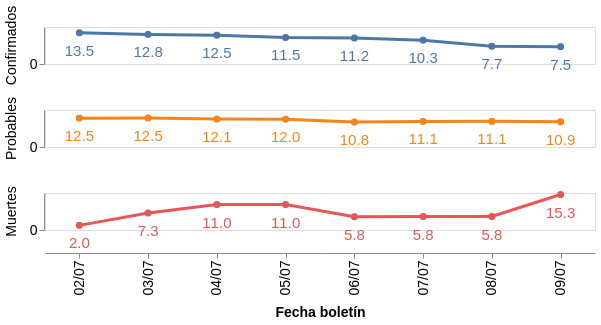 Confirmados
0
13.5 12.8 12.5 11.5 11.2 10.3 7.7 7.5
Probables
0
12.5 12.5 12.1 12.0 10.8 11.1 11.1 10.9
Muertes
0
2.0 7.3 11.0 11.0 5.8 5.8 5.8 15.3
02/07 03/07 04/07 05/07 06/07 07/07 08/07 09/07
Fecha boletín